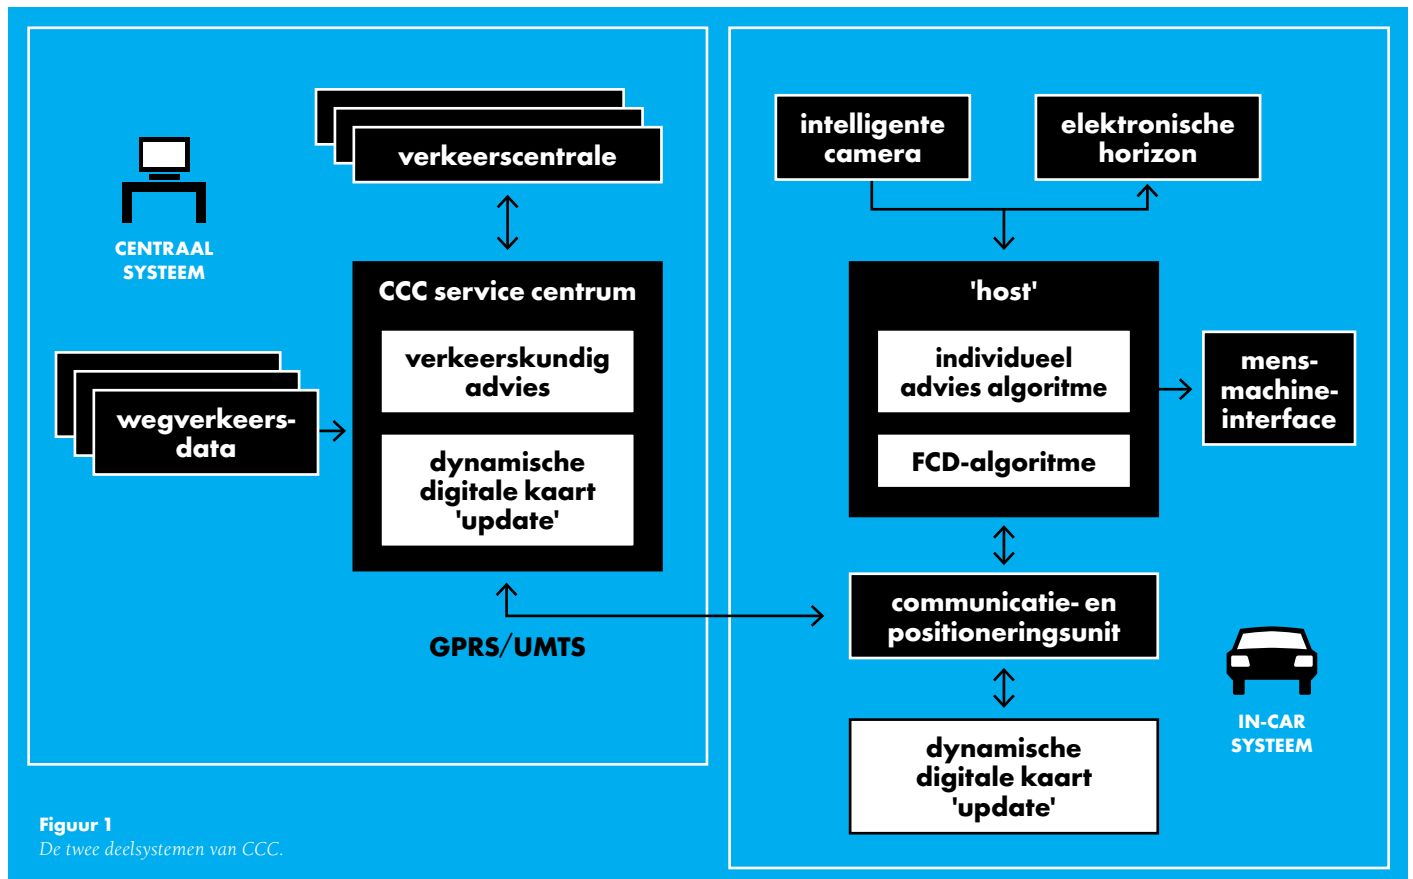 verkeerscentrale
CENTRAAL
SYSTEEM
CCC service centrum
verkeerskundig
advies
dynamische
digitale kaart
'update'
wegverkeers-
data
GPRS/UMTS
intelligente
camera
elektronische
horizon
'host'
individueel
advies algoritme
FCD-algoritme
mens-
machine-
interface
communicatie- en
positioneringsunit
dynamische
digitale kaart
'update'
IN-CAR
SYSTEEM
Figuur 1
De twee deelsystemen van CCC.